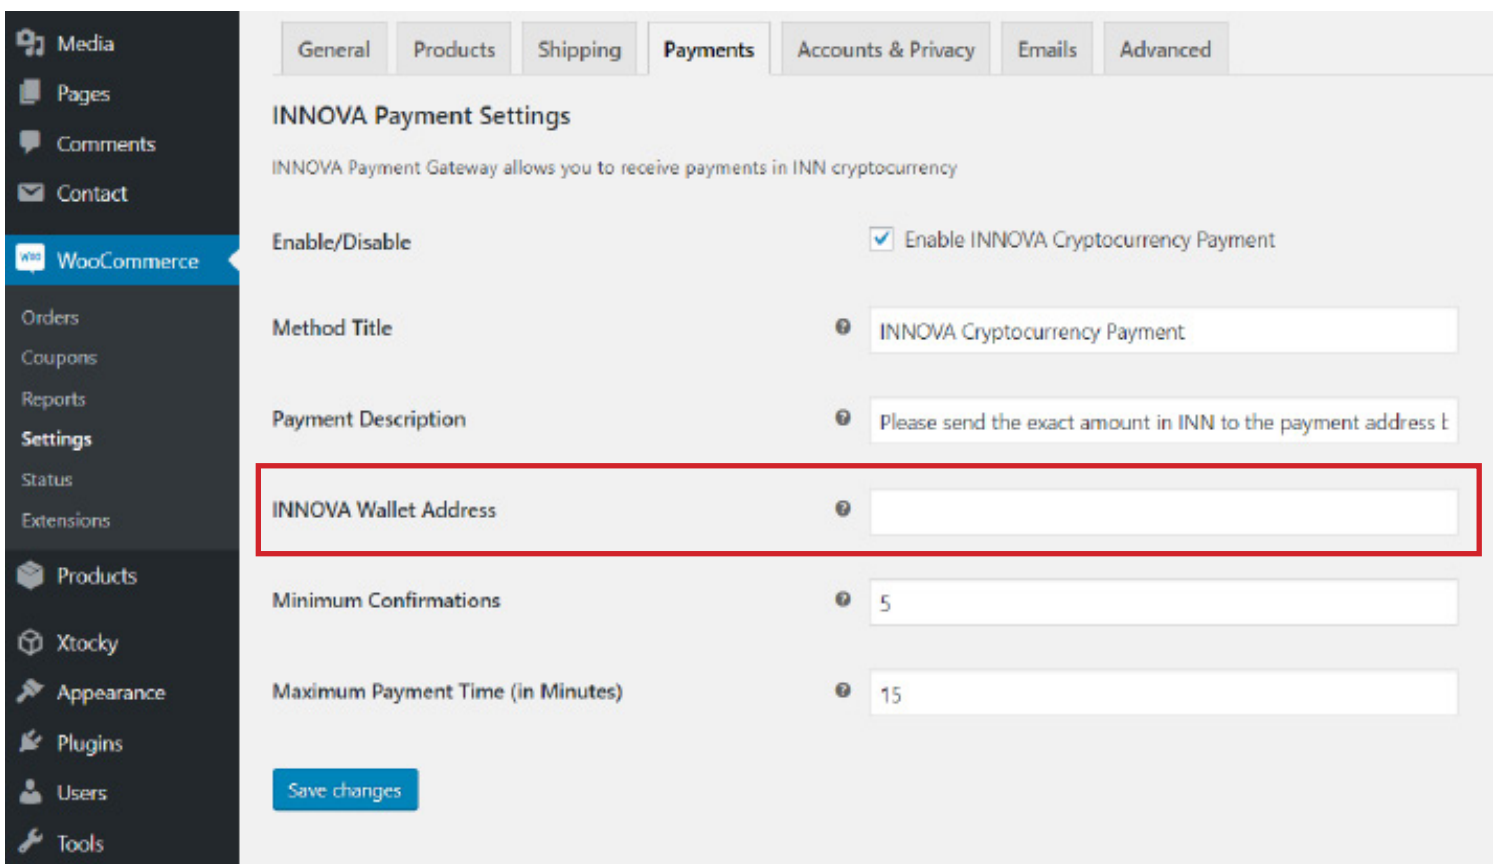 Media
Pages
Comments
Contact
Woo WooCommerce
Orders
Coupons
Reports
Settings
Status
Extensions
Products
Xtocky
Appearance
Plugins
Users
Tools
General Products Shipping Payments Accounts & Privacy Emails Advanced
INNOVA Payment Settings
INNOVA Payment Gateway allows you to receive payments in INN cryptocurrency
Enable/Disable Enable INNOVA Cryptocurrency Payment
Method Title ? INNOVA Cryptocurrency Payment
Payment Description ? Please send the exact amount in INN to the payment address
INNOVA Wallet Address ?
Minimum Confirmations ? 5
Maximum Payment Time (in Minutes) ? 15
Save changes